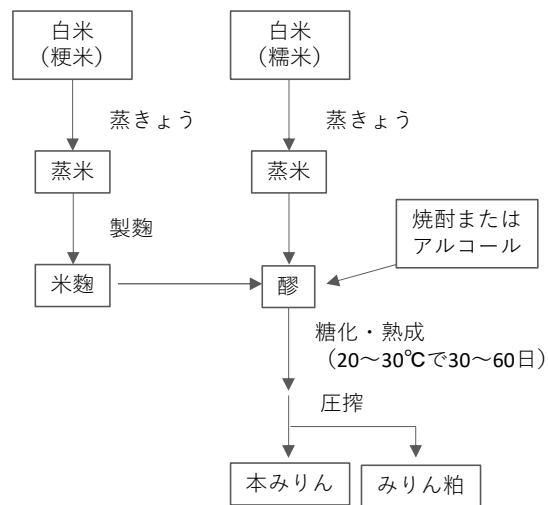 白米
（粳米）
白米
（糯米）
蒸きょう
蒸きょう
蒸米
蒸米
製麴
焼酎または
アルコール
米麴
醪
糖化・熟成
（20～30℃で30～60日）
圧搾
本みりん
みりん粕